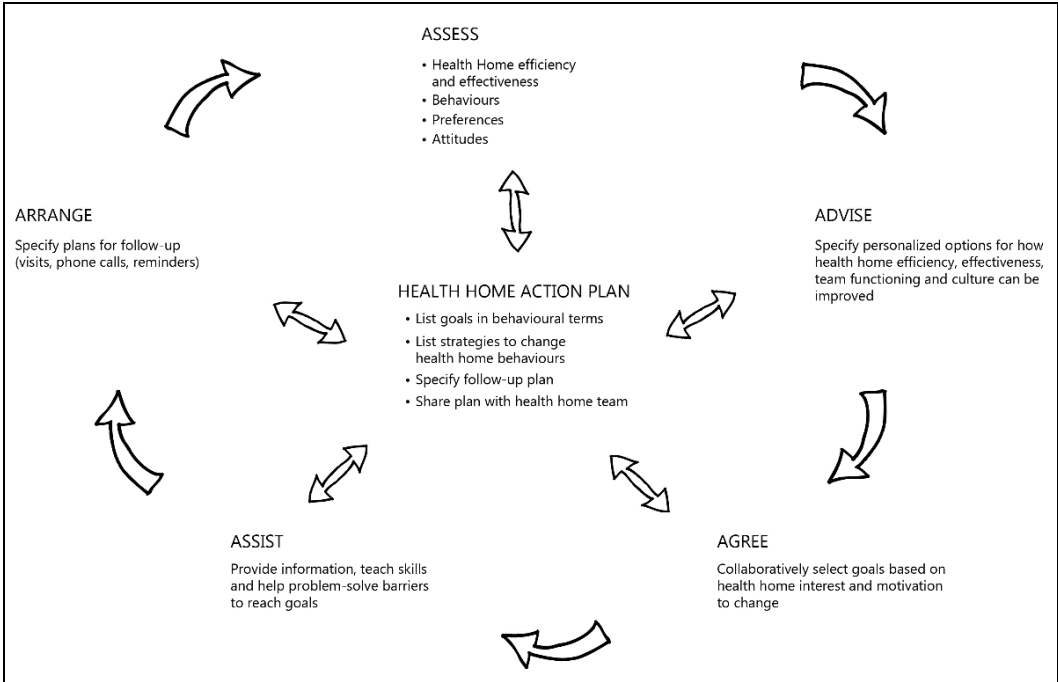 ASSESS
• Health Home efficiency
and effectiveness
• Behaviours
• Preferences
• Attitudes
ADVISE
Specify personalized options for how
health home efficiency, effectiveness,
team functioning and culture can be
improved
AGREE
Collaboratively select goals based on
health home interest and motivation
to change
ASSIST
Provide information, teach skills
and help problem-solve barriers
to reach goals
ARRANGE
Specify plans for follow-up
(visits, phone calls, reminders)
HEALTH HOME ACTION PLAN
• List goals in behavioural terms
• List strategies to change
health home behaviours
• Specify follow-up plan
• Share plan with health home team